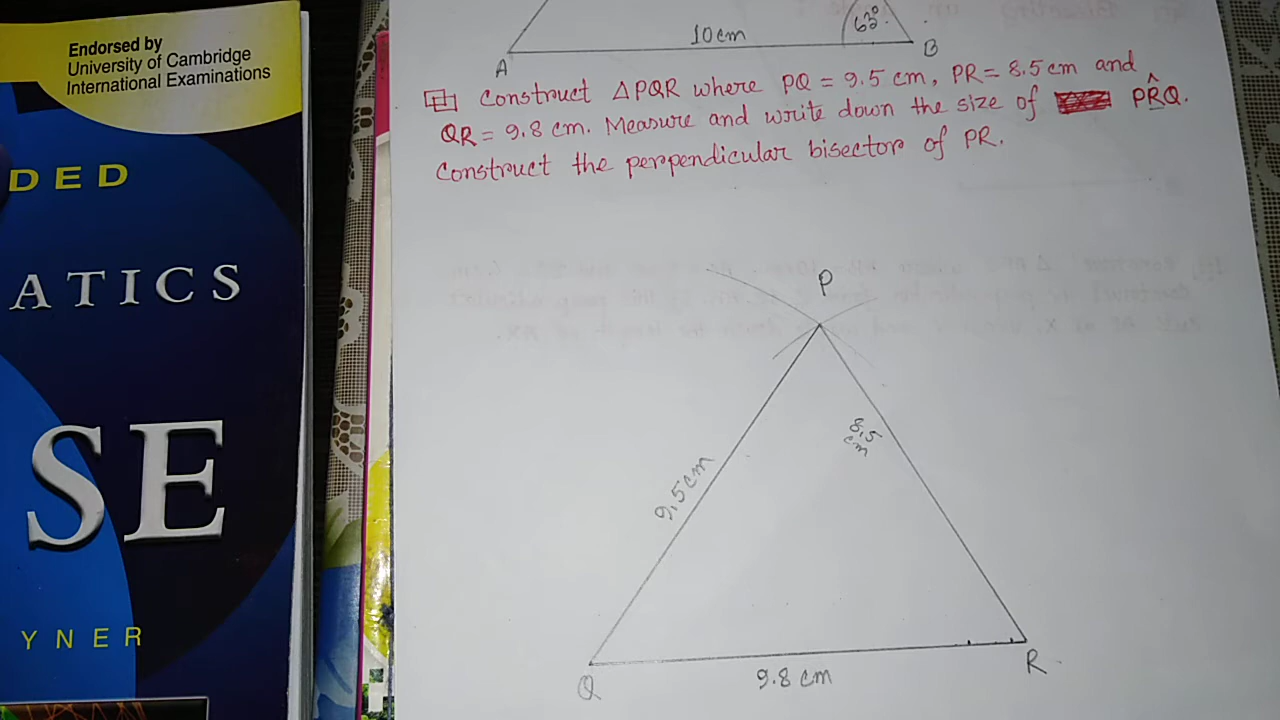 Endorsed by
University of Cambridge
International Examinations
DED
ATICS
SE
YNER
10cm
63°
A
B
Construct ΔPQR where PQ = 9.5 cm, PR = 8.5 cm and
QR = 9.8 cm. Measure and write down the size of PR̂Q.
Construct the perpendicular bisector of PR.
P
8.5
cm
9.5cm
Q
9.8 cm
R